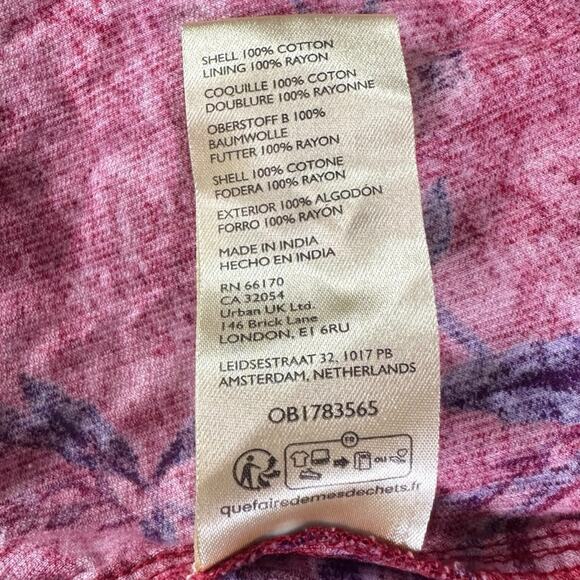 SHELL 100% COTTON
LINING 100% RAYON
COQUILLE 100% COTON
DOUBLURE 100% RAYONNE
OBERSTOFF B 100%
BAUMWOLLE
FUTTER 100% RAYON
SHELL 100% COTONE
FODERA 100% RAYON
EXTERIOR 100% ALGODÓN
FORRO 100% RAYÓN
MADE IN INDIA
HECHO EN INDIA
RN 66170
CA 32054
Urban UK Ltd.
146 Brick Lane
LONDON, E1 6RU
LEIDSESTRAAT 32, 1017 PB
AMSTERDAM, NETHERLANDS
OB1783565
FR
OU
quefairedemesdechets.fr